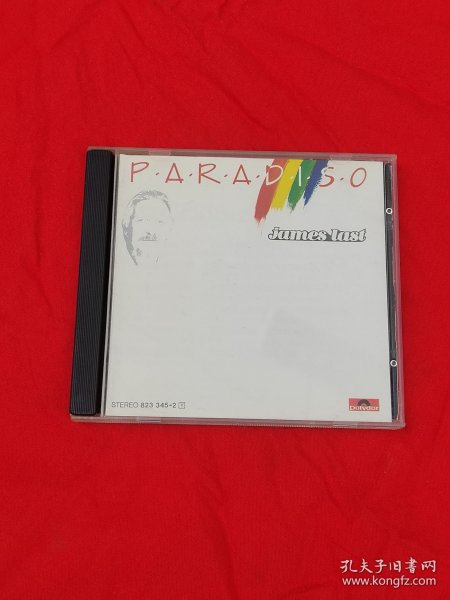 P·A·R·A·D·I·S·O
james last
STEREO 823 345-2
polydor
孔夫子旧书网
www.kongfz.com